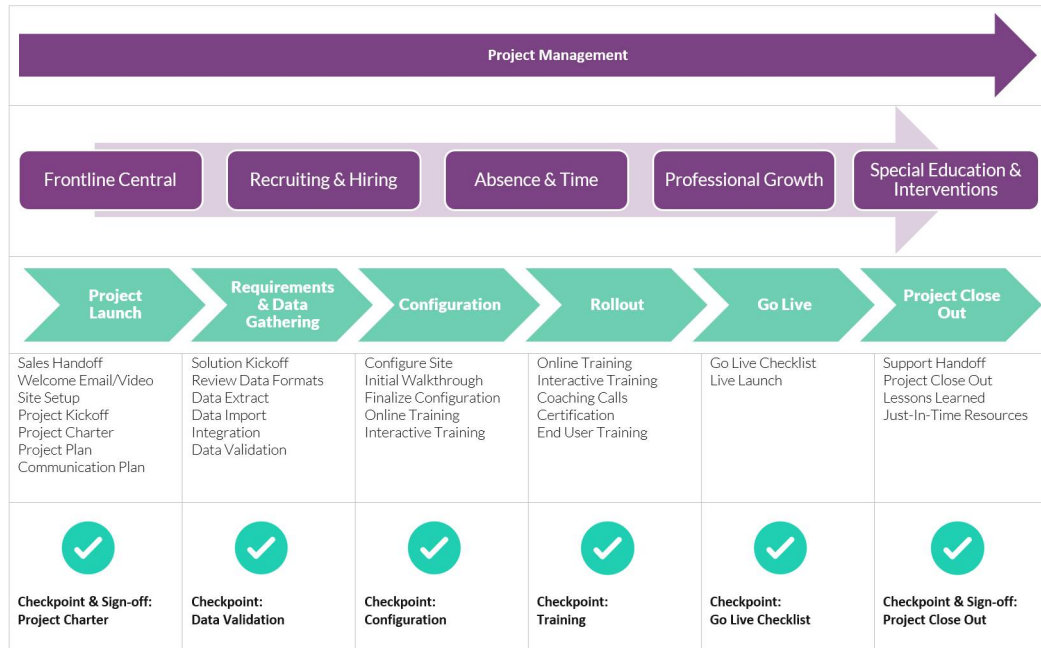 Project Management
Frontline Central
Recruiting & Hiring
Absence & Time
Professional Growth
Special Education &
Interventions
Project
Launch
Requirements
& Data
Gathering
Configuration
Rollout
Go Live
Project Close
Out
Sales Handoff
Welcome Email/Video
Site Setup
Project Kickoff
Project Charter
Project Plan
Communication Plan
Solution Kickoff
Review Data Formats
Data Extract
Data Import
Integration
Data Validation
Configure Site
Initial Walkthrough
Finalize Configuration
Online Training
Interactive Training
Online Training
Interactive Training
Coaching Calls
Certification
End User Training
Go Live Checklist
Live Launch
Support Handoff
Project Close Out
Lessons Learned
Just-In-Time Resources
Checkpoint & Sign-off:
Project Charter
Checkpoint:
Data Validation
Checkpoint:
Configuration
Checkpoint:
Training
Checkpoint:
Go Live Checklist
Checkpoint & Sign-off:
Project Close Out